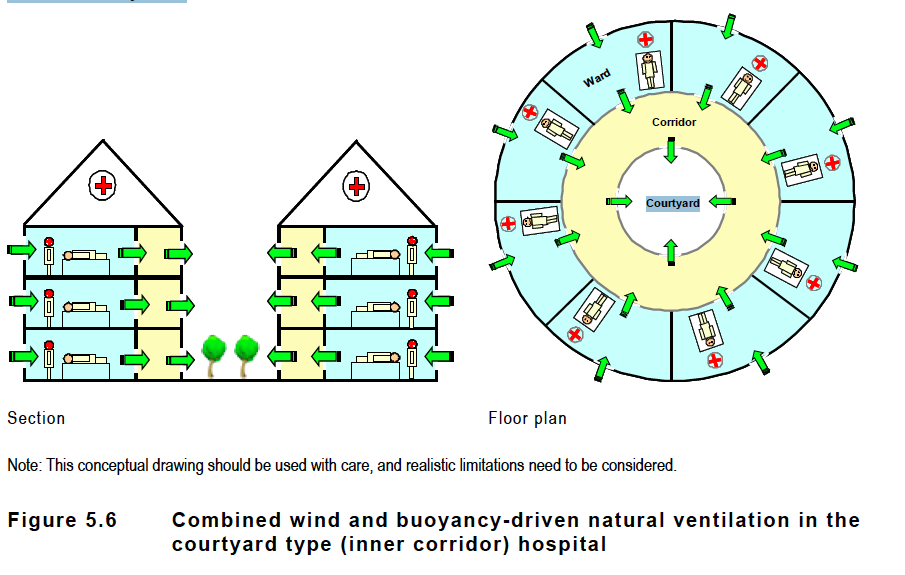 Ward
Corridor
Courtyard
Section
Floor plan
Note: This conceptual drawing should be used with care, and realistic limitations need to be considered.
Figure 5.6 Combined wind and buoyancy-driven natural ventilation in the
courtyard type (inner corridor) hospital